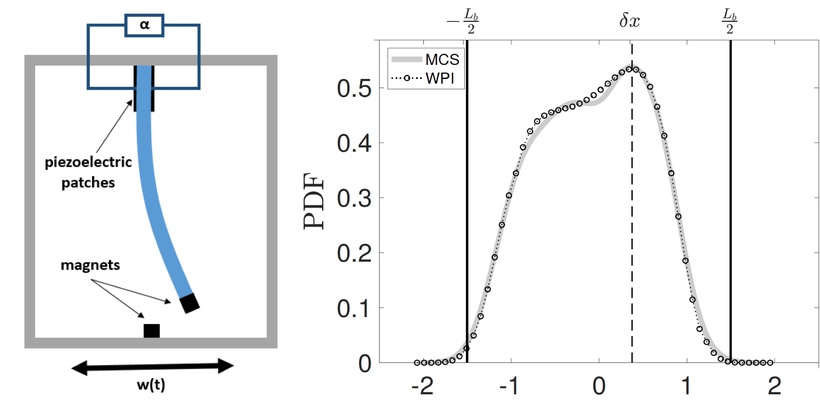 α
piezoelectric
patches
magnets
w(t)
-L_b/2
δx
L_b/2
MCS
WPI
PDF
0.5
0.4
0.3
0.2
0.1
0
-2
-1
0
1
2